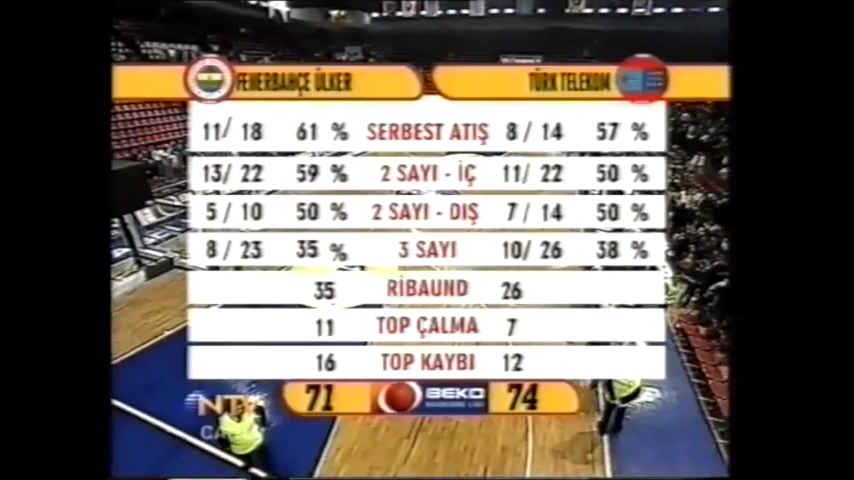 FENERBAHÇE ÜLKER TÜRK TELEKOM
11/ 18 61 % SERBEST ATIŞ 8 / 14 57 %
13/ 22 59 % 2 SAYI - İÇ 11/ 22 50 %
5 / 10 50 % 2 SAYI - DIŞ 7 / 14 50 %
8 / 23 35 % 3 SAYI 10/ 26 38 %
35 RİBAUND 26
11 TOP ÇALMA 7
16 TOP KAYBI 12
71 BEKO 74
NTV